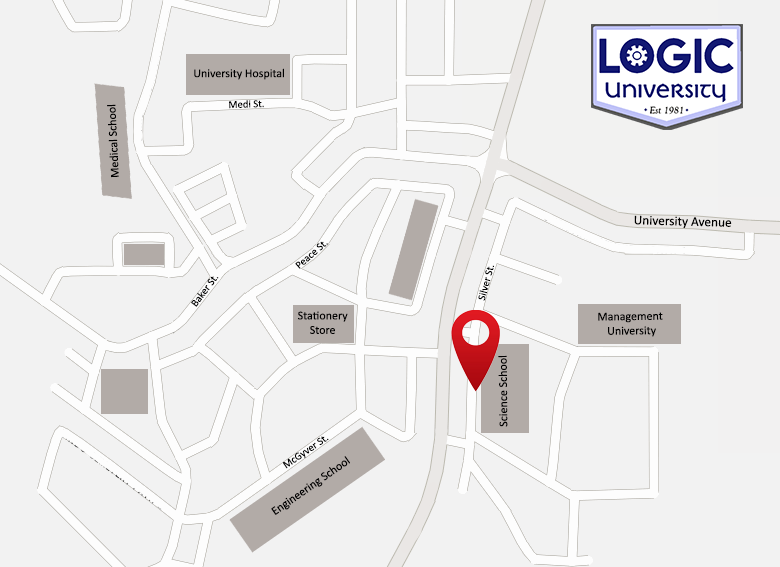 LOGIC
UNIVERSITY
• Est 1981 •
University Hospital
Medi St.
Medical School
University Avenue
Peace St.
Baker St.
Silver St.
Stationery
Store
Management
University
Science School
McGyver St.
Engineering School